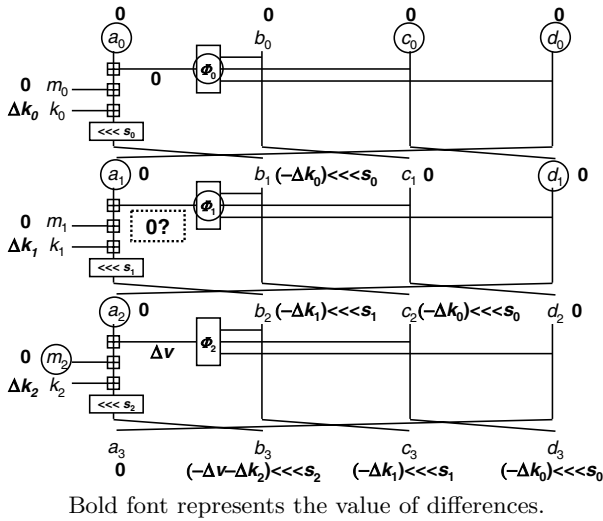 0 0 0 0
a₀ b₀ c₀ d₀
0 Φ₀
0 m₀
Δk₀ k₀
<<< s₀
a₁ 0 b₁ (−Δk₀)<<<s₀ c₁ 0 d₁ 0
Φ₁
0 m₁ 0?
Δk₁ k₁
<<< s₁
a₂ 0 b₂ (−Δk₁)<<<s₁ c₂ (−Δk₀)<<<s₀ d₂ 0
Δv Φ₂
0 m₂
Δk₂ k₂
<<< s₂
a₃ b₃ c₃ d₃
0 (−Δv−Δk₂)<<<s₂ (−Δk₁)<<<s₁ (−Δk₀)<<<s₀
Bold font represents the value of differences.